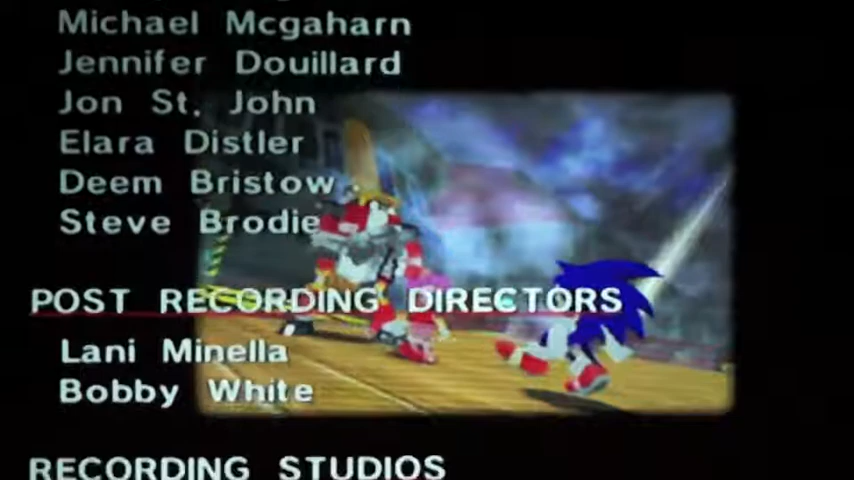 Michael Mcgaharn
Jennifer Douillard
Jon St. John
Elara Distler
Deem Bristow
Steve Brodie
POST RECORDING DIRECTORS
Lani Minella
Bobby White
RECORDING STUDIOS